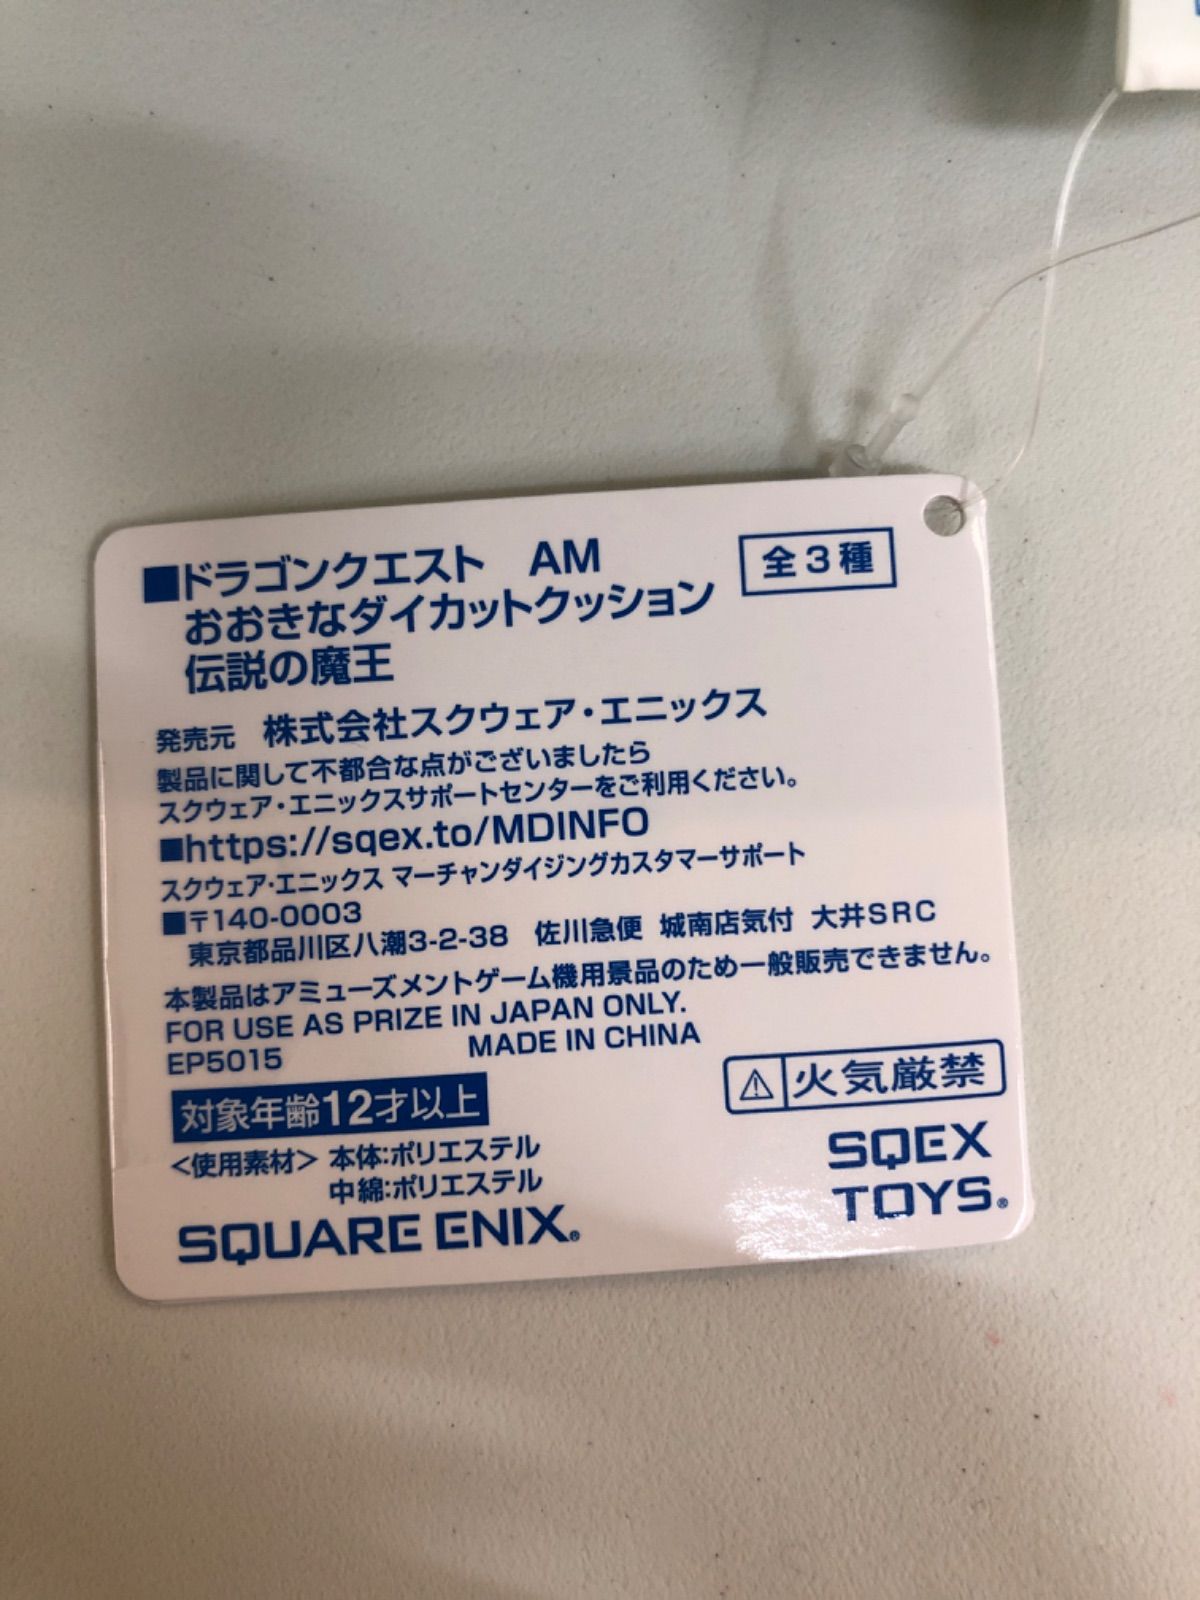 ■ドラゴンクエスト AM 全3種
おおきなダイカットクッション
伝説の魔王
発売元 株式会社スクウェア・エニックス
製品に関して不都合な点がございましたら
スクウェア・エニックスサポートセンターをご利用ください。
■https://sqex.to/MDINFO
スクウェア・エニックス マーチャンダイジングカスタマーサポート
■〒140-0003
東京都品川区八潮3-2-38 佐川急便 城南店気付 大井SRC
本製品はアミューズメントゲーム機用景品のため一般販売できません。
FOR USE AS PRIZE IN JAPAN ONLY.
EP5015 MADE IN CHINA
対象年齢12才以上
⚠火気厳禁
<使用素材> 本体:ポリエステル
中綿:ポリエステル
SQUARE ENIX®
SQEX
TOYS®